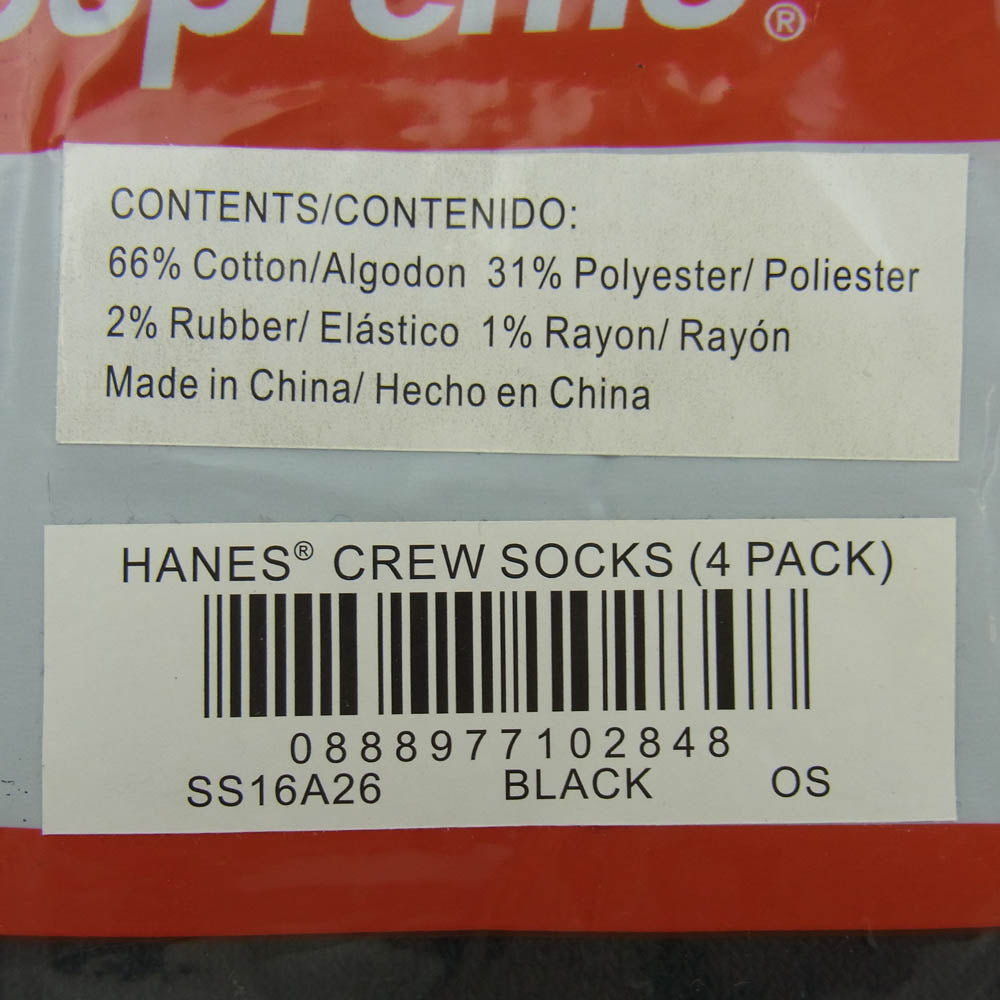 Supreme®
CONTENTS/CONTENIDO:
66% Cotton/Algodon 31% Polyester/ Poliester
2% Rubber/ Elástico 1% Rayon/ Rayón
Made in China/ Hecho en China
HANES® CREW SOCKS (4 PACK)
0888977102848
SS16A26 BLACK OS